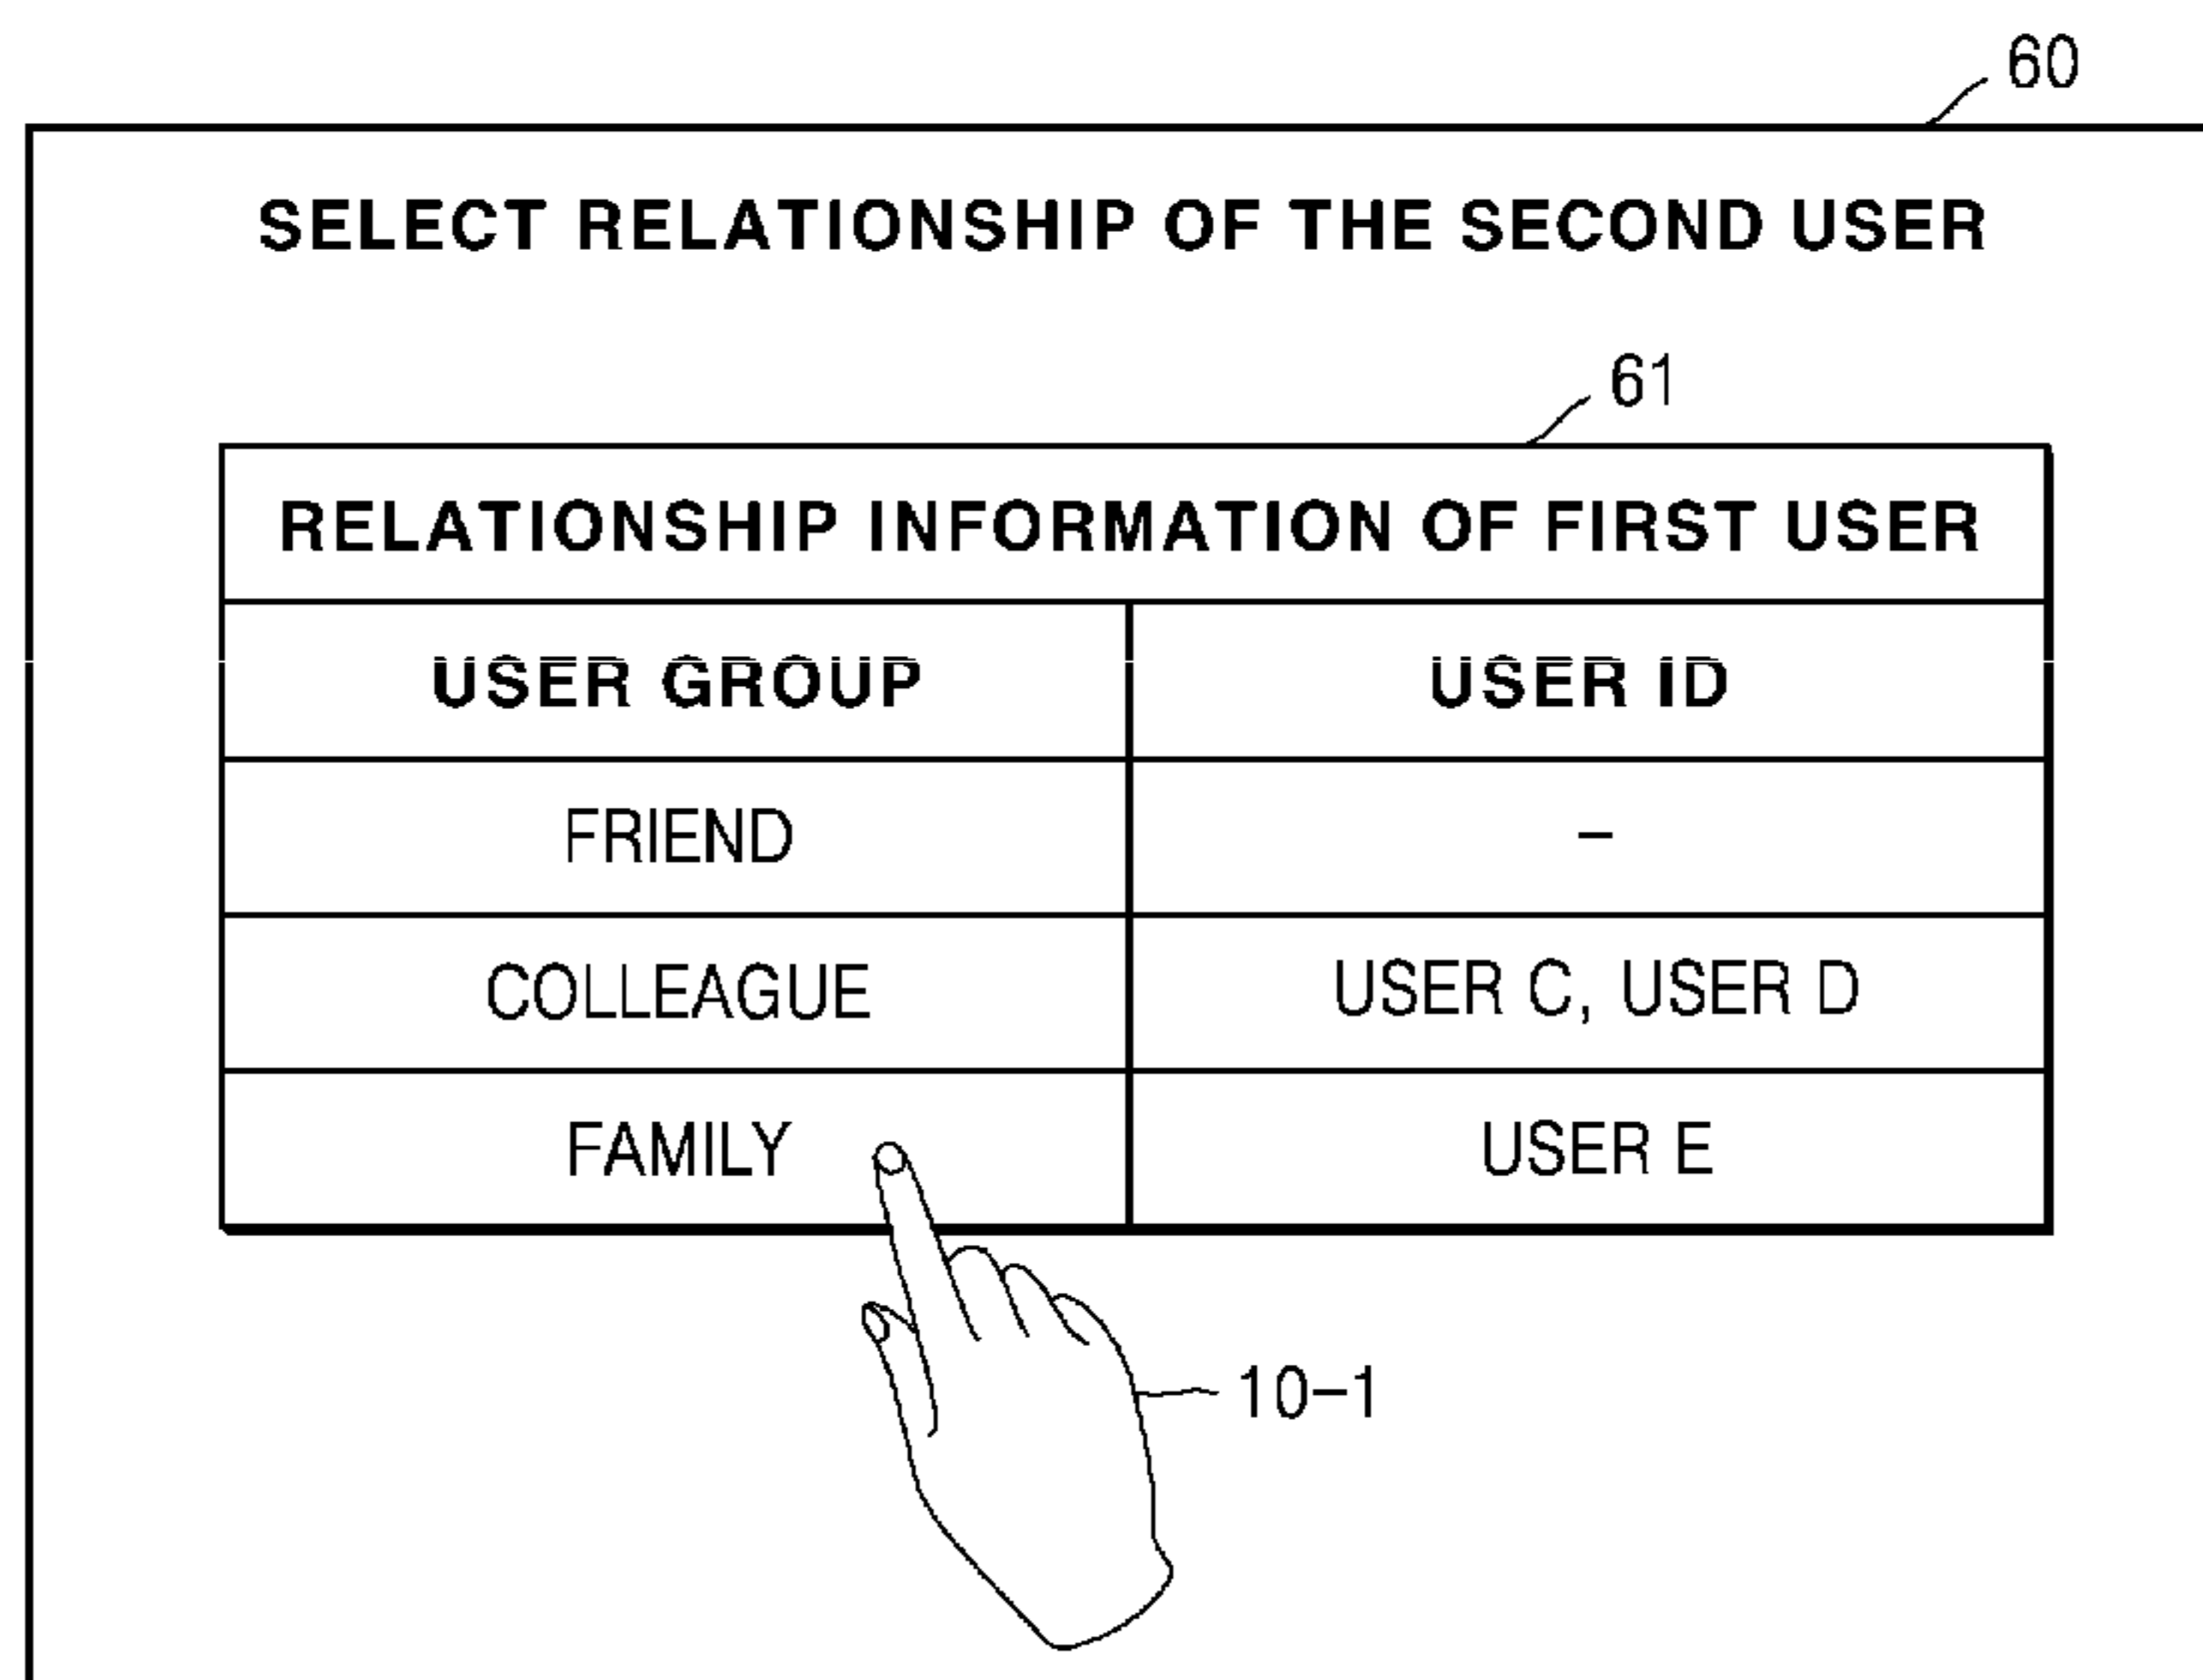 60
SELECT RELATIONSHIP OF THE SECOND USER
61
RELATIONSHIP INFORMATION OF FIRST USER
USER GROUP USER ID
FRIEND –
COLLEAGUE USER C, USER D
FAMILY USER E
10–1